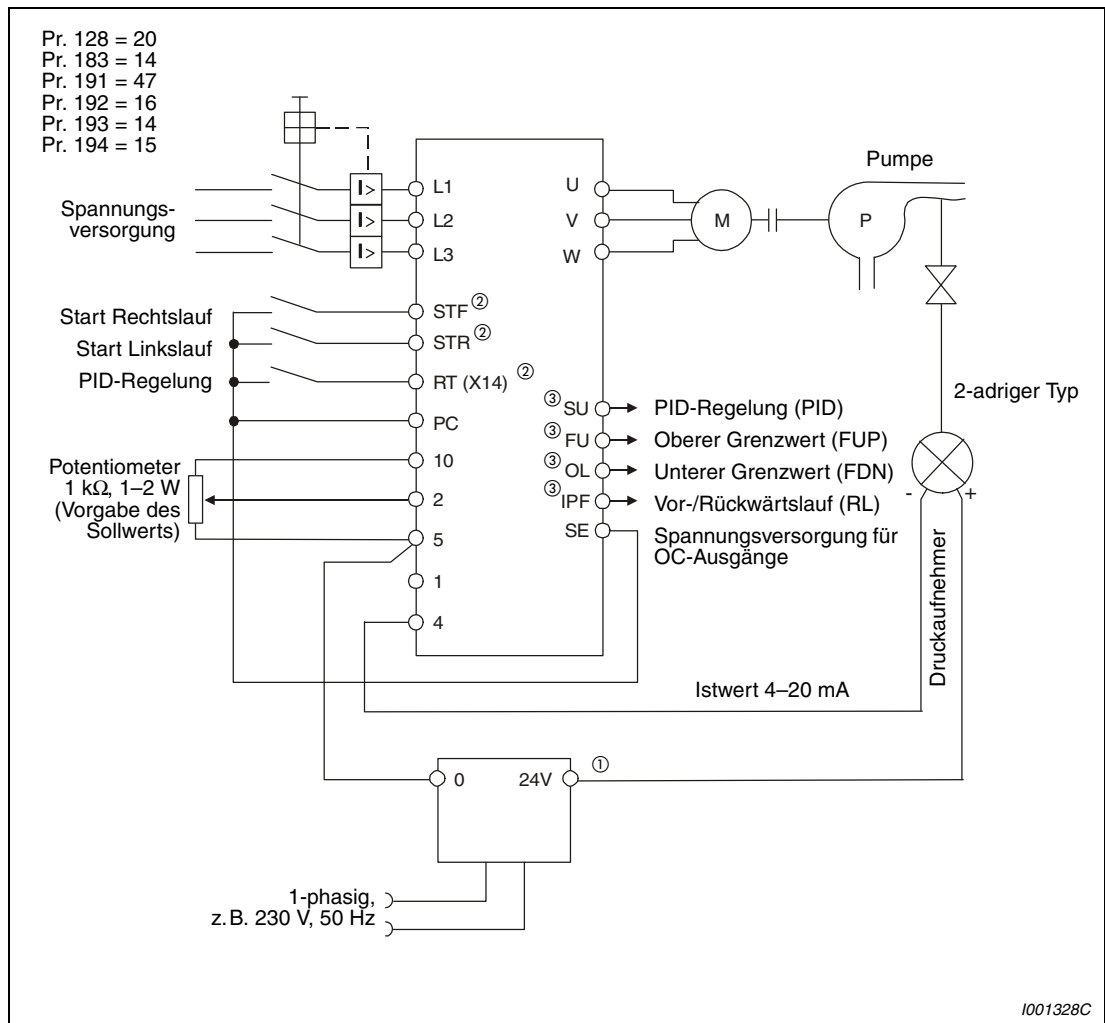 Pr. 128 = 20
Pr. 183 = 14
Pr. 191 = 47
Pr. 192 = 16
Pr. 193 = 14
Pr. 194 = 15
Spannungs-
versorgung
I>
I>
I>
L1
L2
L3
U
V
W
M
Pumpe
P
Start Rechtslauf
STF ②
Start Linkslauf
STR ②
PID-Regelung
RT (X14) ②
PC
Potentiometer
1 kΩ, 1–2 W
(Vorgabe des
Sollwerts)
10
2
5
1
4
③ SU
PID-Regelung (PID)
③ FU
Oberer Grenzwert (FUP)
③ OL
Unterer Grenzwert (FDN)
③ IPF
Vor-/Rückwärtslauf (RL)
SE
Spannungsversorgung für
OC-Ausgänge
2-adriger Typ
- +
Druckaufnehmer
Istwert 4–20 mA
0
24V
①
1-phasig,
z. B. 230 V, 50 Hz
I001328C